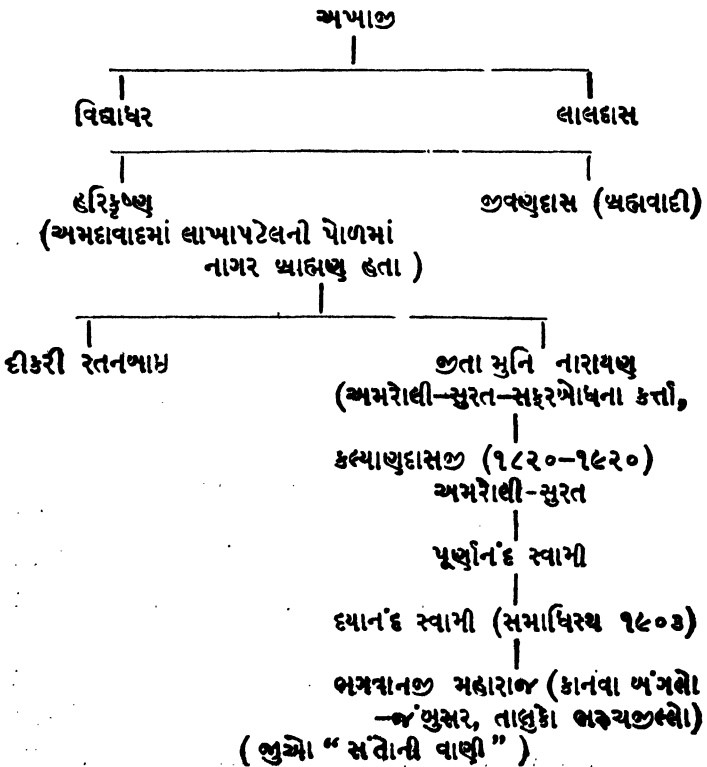 અખાજી
વિદ્યાધર લાલદાસ
હરિકૃષ્ણ જીવણદાસ (બ્રહ્મવાદી)
(અમદાવાદમાં લાખાપટેલની પોળમાં
નાગર બ્રાહ્મણ હતા )
દીકરી રતનબાઇ જીતા મુનિ નારાયણ
(અમરોલી–સુરત–સફરબોધના કર્ત્તા,
કલ્યાણદાસજી (૧૮૨૦–૧૯૨૦)
અમરોલી-સુરત
પૂર્ણાનંદ સ્વામી
દયાનંદ સ્વામી (સમાધિસ્થ ૧૯૦૩)
ભગવાનજી મહારાજ (કાનવા બંગલો
–જંબુસર, તાલુકો ભરૂચજીલ્લો)
( જુઓ “ સંતોની વાણી” )